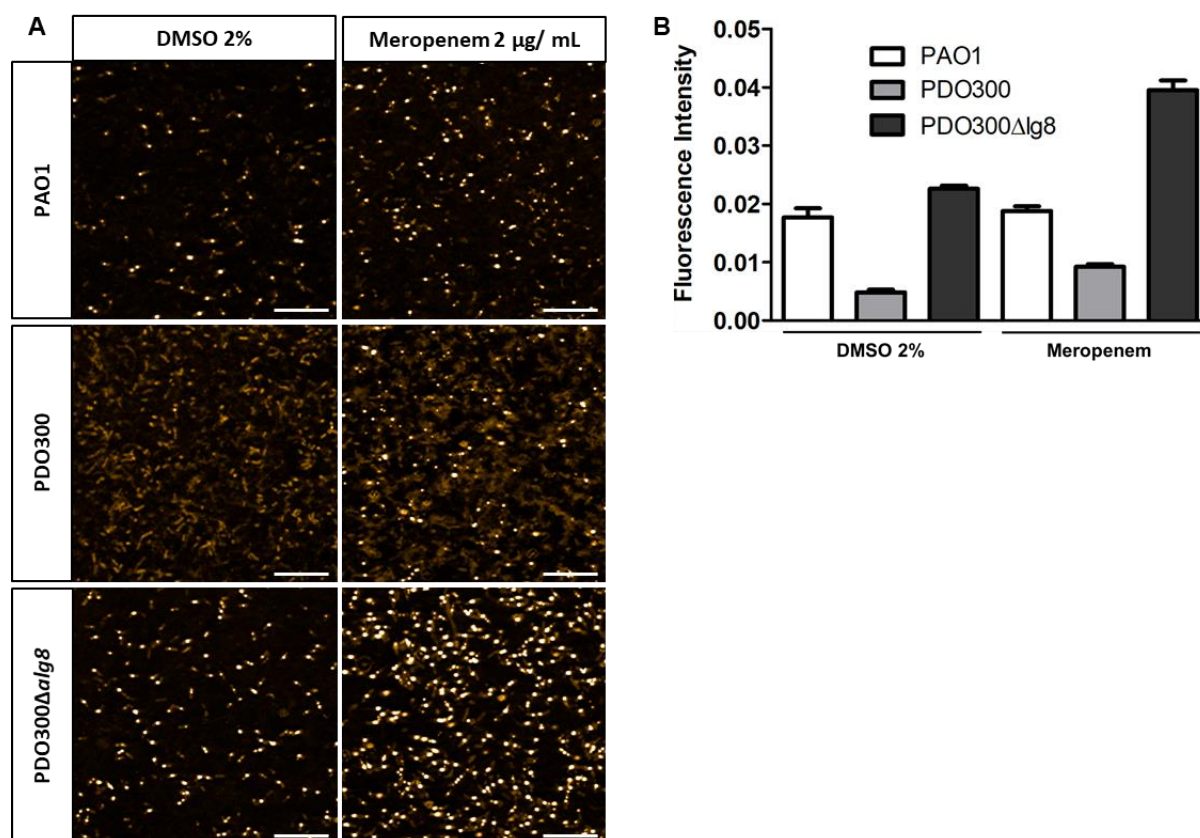 A
DMSO 2%
Meropenem 2 µg/ mL
PAO1
PDO300
PDO300Δalg8
B
Fluorescence Intensity
0.05
0.04
0.03
0.02
0.01
0.00
PAO1
PDO300
PDO300Δlg8
DMSO 2%
Meropenem